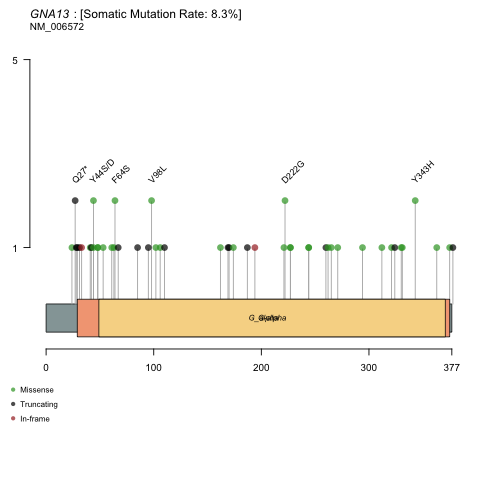 GNA13 : [Somatic Mutation Rate: 8.3%]
NM_006572
5
Q27*
Y44S/D
F64S
V98L
D222G
Y343H
1
0
100
200
300
377
Missense
Truncating
In-frame